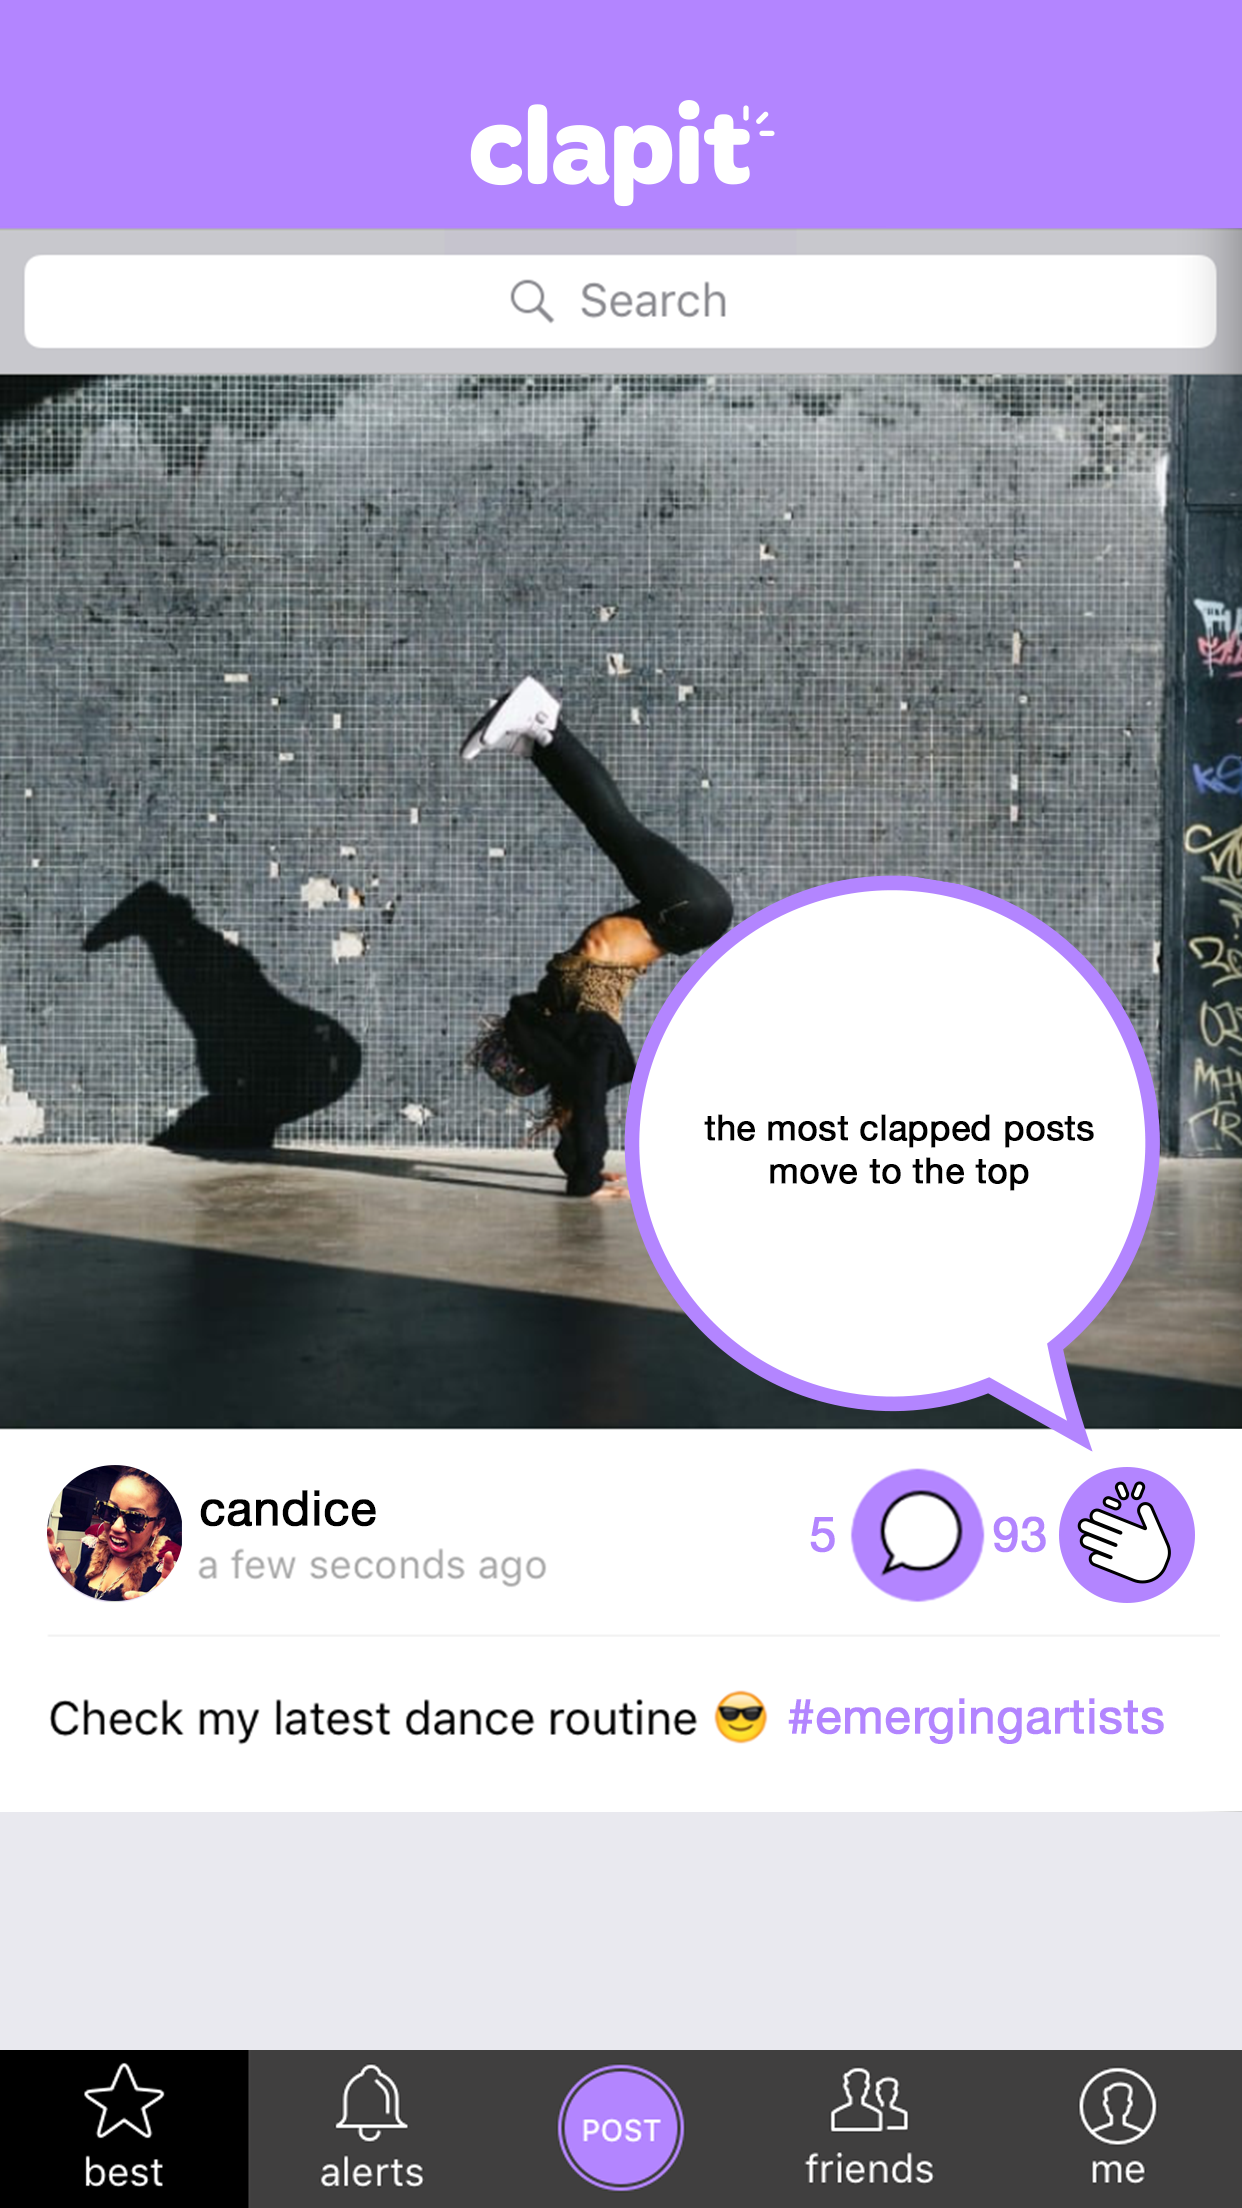 clapit
Search
the most clapped posts
move to the top
candice
a few seconds ago
5
93
Check my latest dance routine 😎 #emergingartists
best
alerts
POST
friends
me